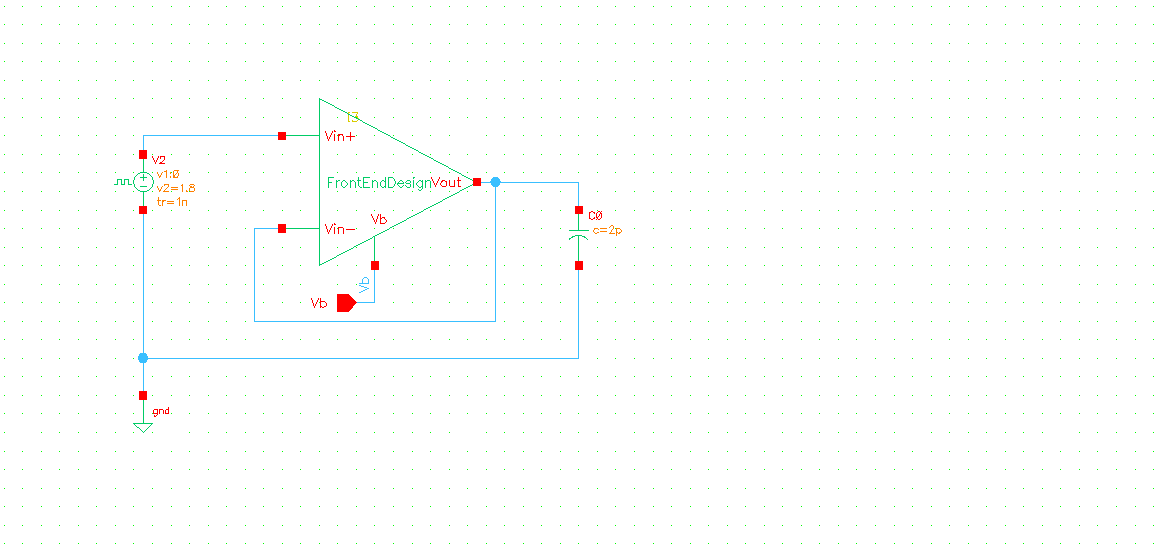 I3
Vin+
V2
v1:0
v2=1.8
tr=1n
FrontEndDesign
Vout
Vb
Vin−
C0
c=2p
Vb
Vb
gnd